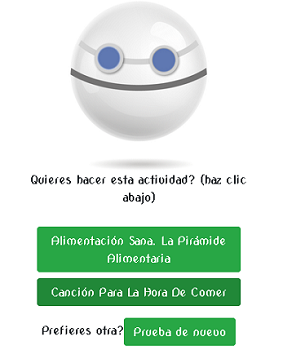 Quieres hacer esta actividad? (haz clic
abajo)
Alimentación Sana. La Pirámide
Alimentaria
Canción Para La Hora De Comer
Prefieres otra? Prueba de nuevo